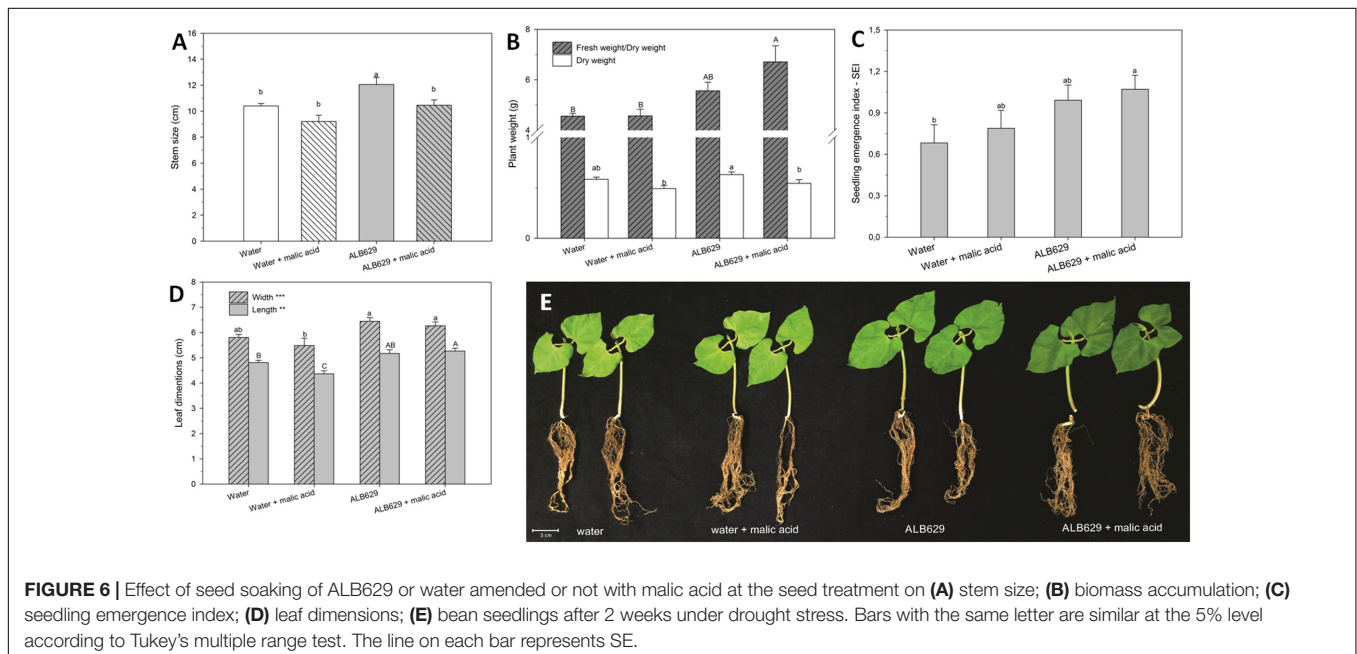 A
Stem size (cm)
16
14
12
10
8
6
4
2
0
b
b
a
b
Water
Water + malic acid
ALB629
ALB629 + malic acid
B
Fresh weight/Dry weight
Dry weight
Plant weight (g)
8
6
4
1
0
B
B
AB
A
ab
b
a
b
Water
Water + malic acid
ALB629
ALB629 + malic acid
C
Seedling emergence index - SEI
1,5
1,2
0,9
0,6
0,3
0,0
b
ab
ab
a
Water
Water + malic acid
ALB629
ALB629 + malic acid
D
Width ***
Length **
Leaf dimentions (cm)
8
7
6
5
4
3
2
1
0
ab
b
a
a
B
C
AB
A
Water
Water + malic acid
ALB629
ALB629 + malic acid
E
3 cm
water
water + malic acid
ALB629
ALB629 + malic acid
FIGURE 6 | Effect of seed soaking of ALB629 or water amended or not with malic acid at the seed treatment on (A) stem size; (B) biomass accumulation; (C)
seedling emergence index; (D) leaf dimensions; (E) bean seedlings after 2 weeks under drought stress. Bars with the same letter are similar at the 5% level
according to Tukey's multiple range test. The line on each bar represents SE.